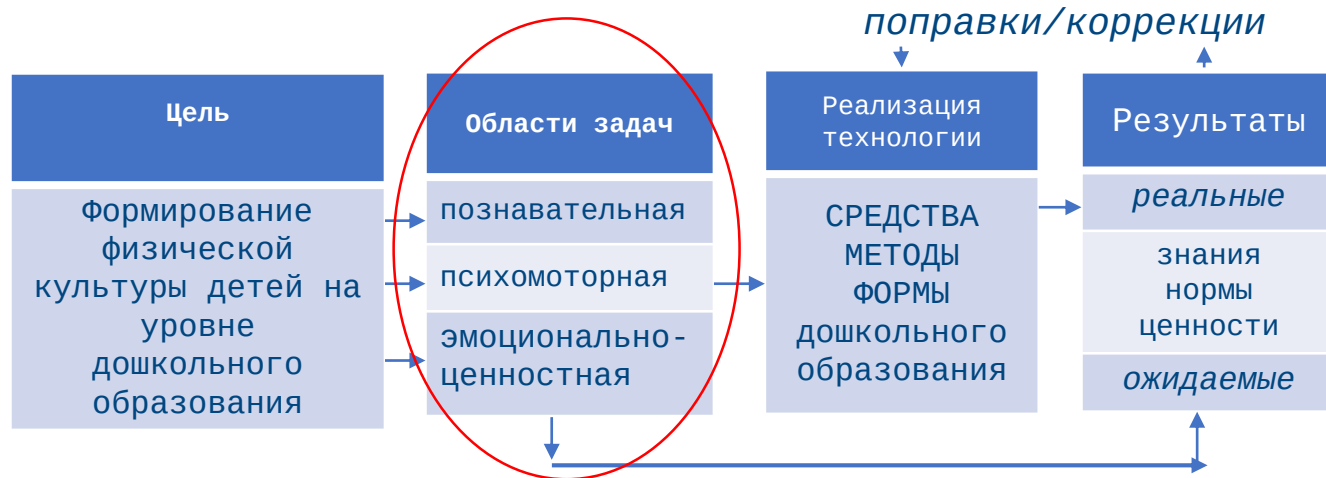 поправки/коррекции
Цель
Формирование
физической
культуры детей на
уровне
дошкольного
образования
Области задач
познавательная
психомоторная
эмоционально-
ценностная
Реализация
технологии
СРЕДСТВА
МЕТОДЫ
ФОРМЫ
дошкольного
образования
Результаты
реальные
знания
нормы
ценности
ожидаемые